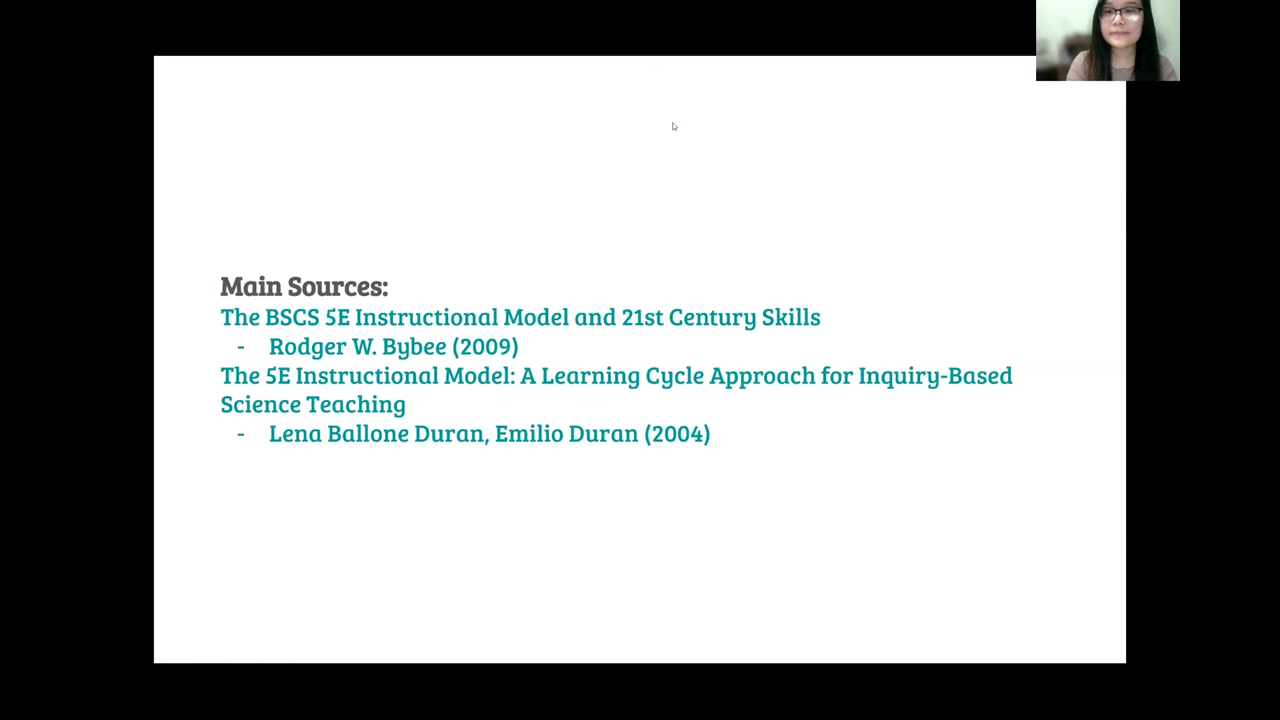 Main Sources:
The BSCS 5E Instructional Model and 21st Century Skills
- Rodger W. Bybee (2009)
The 5E Instructional Model: A Learning Cycle Approach for Inquiry-Based
Science Teaching
- Lena Ballone Duran, Emilio Duran (2004)